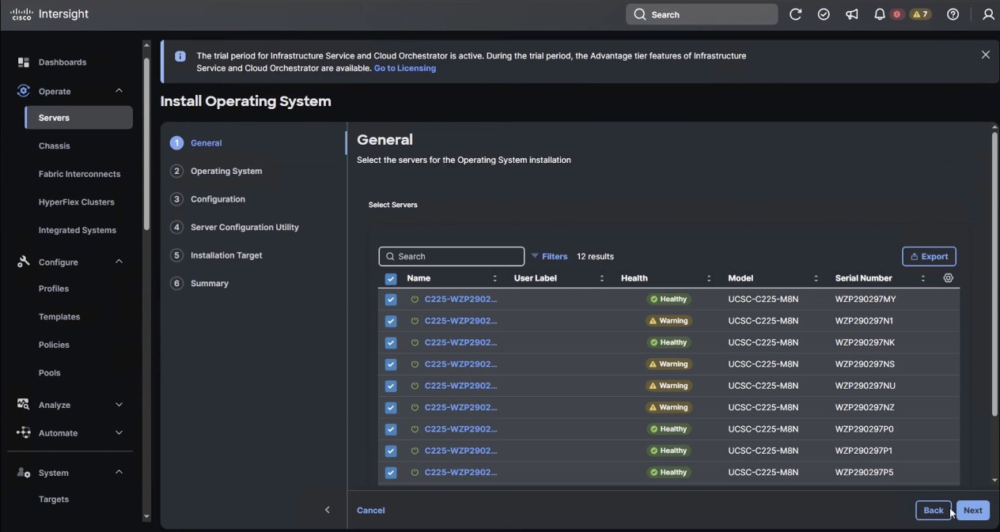 CISCO Intersight
Search
7
Dashboards
Operate
Servers
Chassis
Fabric Interconnects
HyperFlex Clusters
Integrated Systems
Configure
Profiles
Templates
Policies
Pools
Analyze
Automate
System
Targets
The trial period for Infrastructure Service and Cloud Orchestrator is active. During the trial period, the Advantage tier features of Infrastructure
Service and Cloud Orchestrator are available. Go to Licensing
Install Operating System
1 General
2 Operating System
3 Configuration
4 Server Configuration Utility
5 Installation Target
6 Summary
General
Select the servers for the Operating System installation
Select Servers
Search Filters 12 results Export
Name User Label Health Model Serial Number
C225-WZP2902... Healthy UCSC-C225-M8N WZP290297MY
C225-WZP2902... Warning UCSC-C225-M8N WZP290297N1
C225-WZP2902... Healthy UCSC-C225-M8N WZP290297NK
C225-WZP2902... Warning UCSC-C225-M8N WZP290297NS
C225-WZP2902... Warning UCSC-C225-M8N WZP290297NU
C225-WZP2902... Warning UCSC-C225-M8N WZP290297NZ
C225-WZP2902... Healthy UCSC-C225-M8N WZP290297P0
C225-WZP2902... Healthy UCSC-C225-M8N WZP290297P1
C225-WZP2902... Healthy UCSC-C225-M8N WZP290297P5
Cancel Back Next